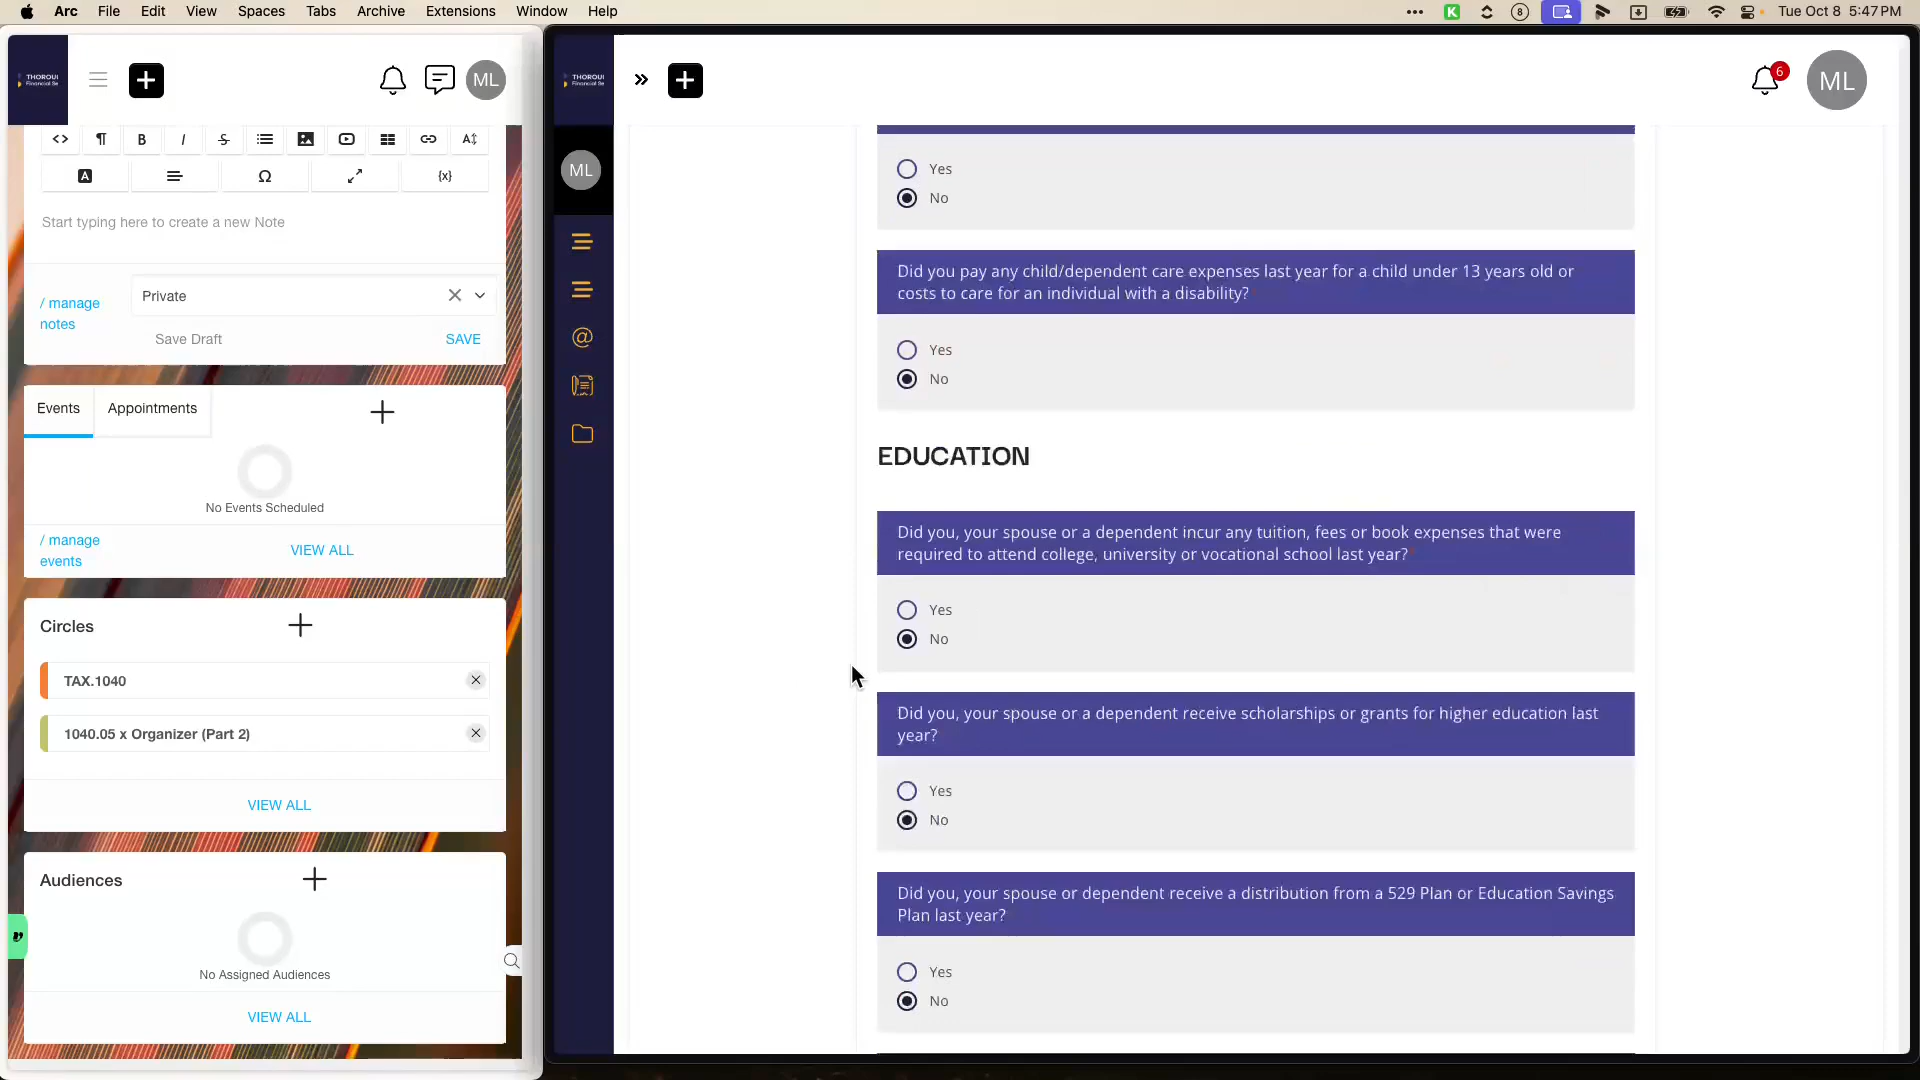 Arc File Edit View Spaces Tabs Archive Extensions Window Help
8
Tue Oct 8 5:47 PM
THOROU
Financial Se
ML
B I S
Ω {x}
Start typing here to create a new Note
/ manage
notes
Private
Save Draft
SAVE
Events
Appointments
No Events Scheduled
/ manage
events
VIEW ALL
Circles
TAX.1040
1040.05 x Organizer (Part 2)
VIEW ALL
Audiences
No Assigned Audiences
VIEW ALL
THOROU
Financial Se
6
ML
ML
Yes
No
Did you pay any child/dependent care expenses last year for a child under 13 years old or
costs to care for an individual with a disability?
Yes
No
EDUCATION
Did you, your spouse or a dependent incur any tuition, fees or book expenses that were
required to attend college, university or vocational school last year?
Yes
No
Did you, your spouse or a dependent receive scholarships or grants for higher education last
year?
Yes
No
Did you, your spouse or dependent receive a distribution from a 529 Plan or Education Savings
Plan last year?
Yes
No